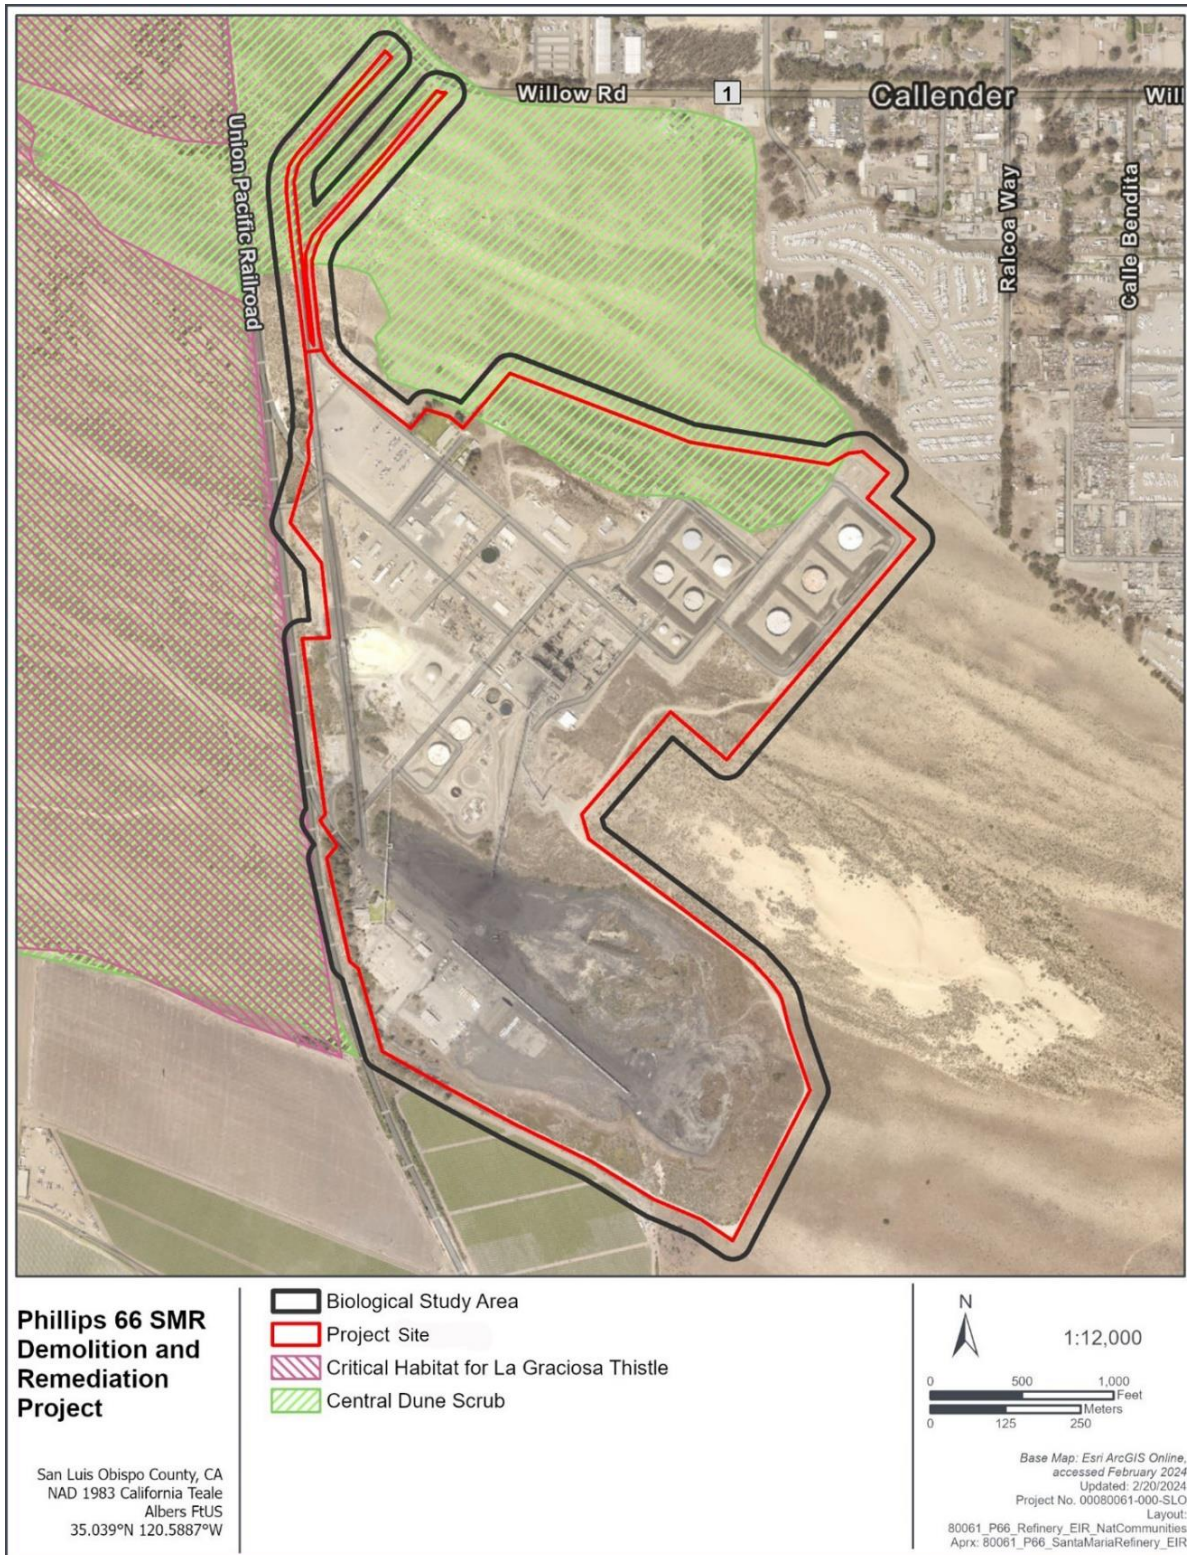 Willow Rd
1
Callender
Will
Union Pacific Railroad
Ralcoa Way
Calle Bendita
Phillips 66 SMR
Demolition and
Remediation
Project
San Luis Obispo County, CA
NAD 1983 California Teale
Albers FtUS
35.039°N 120.5887°W
Biological Study Area
Project Site
Critical Habitat for La Graciosa Thistle
Central Dune Scrub
N
1:12,000
0 500 1,000
Feet
Meters
0 125 250
Base Map: Esri ArcGIS Online,
accessed February 2024
Updated: 2/20/2024
Project No. 00080061-000-SLO
Layout:
80061_P66_Refinery_EIR_NatCommunities
Aprx: 80061_P66_SantaMariaRefinery_EIR